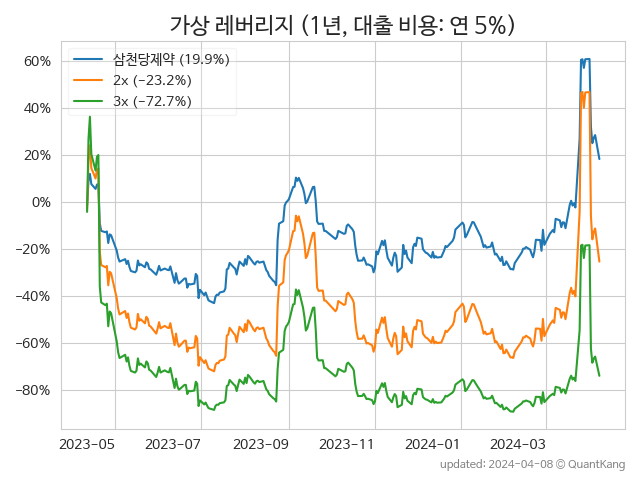 가상 레버리지 (1년, 대출 비용: 연 5%)
삼천당제약 (19.9%)
2x (−23.2%)
3x (−72.7%)
60%
40%
20%
0%
−20%
−40%
−60%
−80%
2023-05 2023-07 2023-09 2023-11 2024-01 2024-03
updated: 2024-04-08 @ QuantKang